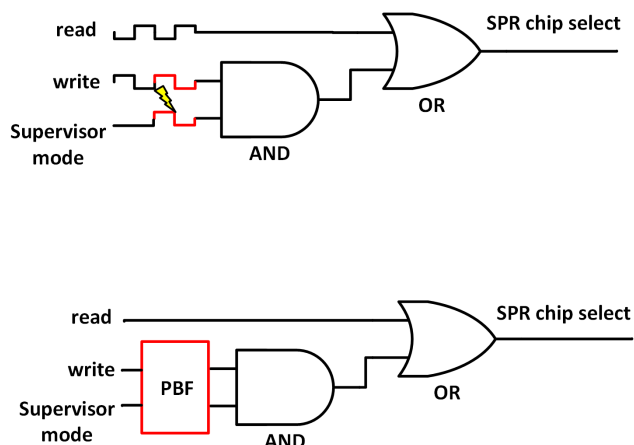 SPR chip select
read
write
Supervisor
mode
AND
OR
SPR chip select
read
write
PBF
Supervisor
mode
AND
OR